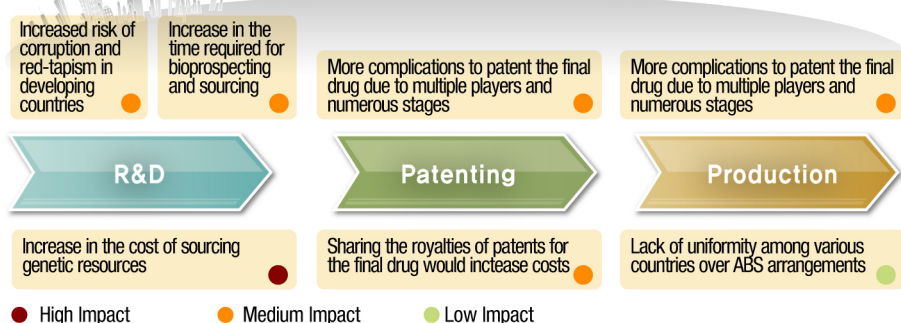 Increased risk of
corruption and
red-tapism in
developing
countries
Increase in the
time required for
bioprospecting
and sourcing
More complications to patent the final
drug due to multiple players and
numerous stages
More complications to patent the final
drug due to multiple players and
numerous stages
R&D
Patenting
Production
Increase in the cost of sourcing
genetic resources
Sharing the royalties of patents for
the final drug would inctease costs
Lack of uniformity among various
countries over ABS arrangements
High Impact
Medium Impact
Low Impact